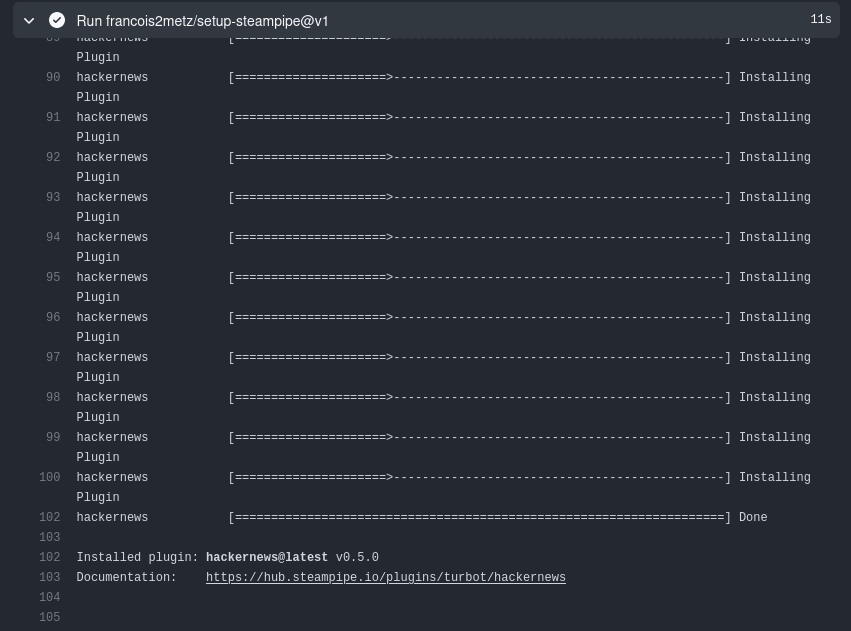 Run francois2metz/setup-steampipe@v1 11s
89 hackernews [=====================>----------------------------------------------] Installing
Plugin
90 hackernews [=====================>----------------------------------------------] Installing
Plugin
91 hackernews [=====================>----------------------------------------------] Installing
Plugin
92 hackernews [=====================>----------------------------------------------] Installing
Plugin
93 hackernews [=====================>----------------------------------------------] Installing
Plugin
94 hackernews [=====================>----------------------------------------------] Installing
Plugin
95 hackernews [=====================>----------------------------------------------] Installing
Plugin
96 hackernews [=====================>----------------------------------------------] Installing
Plugin
97 hackernews [=====================>----------------------------------------------] Installing
Plugin
98 hackernews [=====================>----------------------------------------------] Installing
Plugin
99 hackernews [=====================>----------------------------------------------] Installing
Plugin
100 hackernews [=====================>----------------------------------------------] Installing
Plugin
102 hackernews [====================================================================] Done
103
102 Installed plugin: hackernews@latest v0.5.0
103 Documentation: https://hub.steampipe.io/plugins/turbot/hackernews
104
105